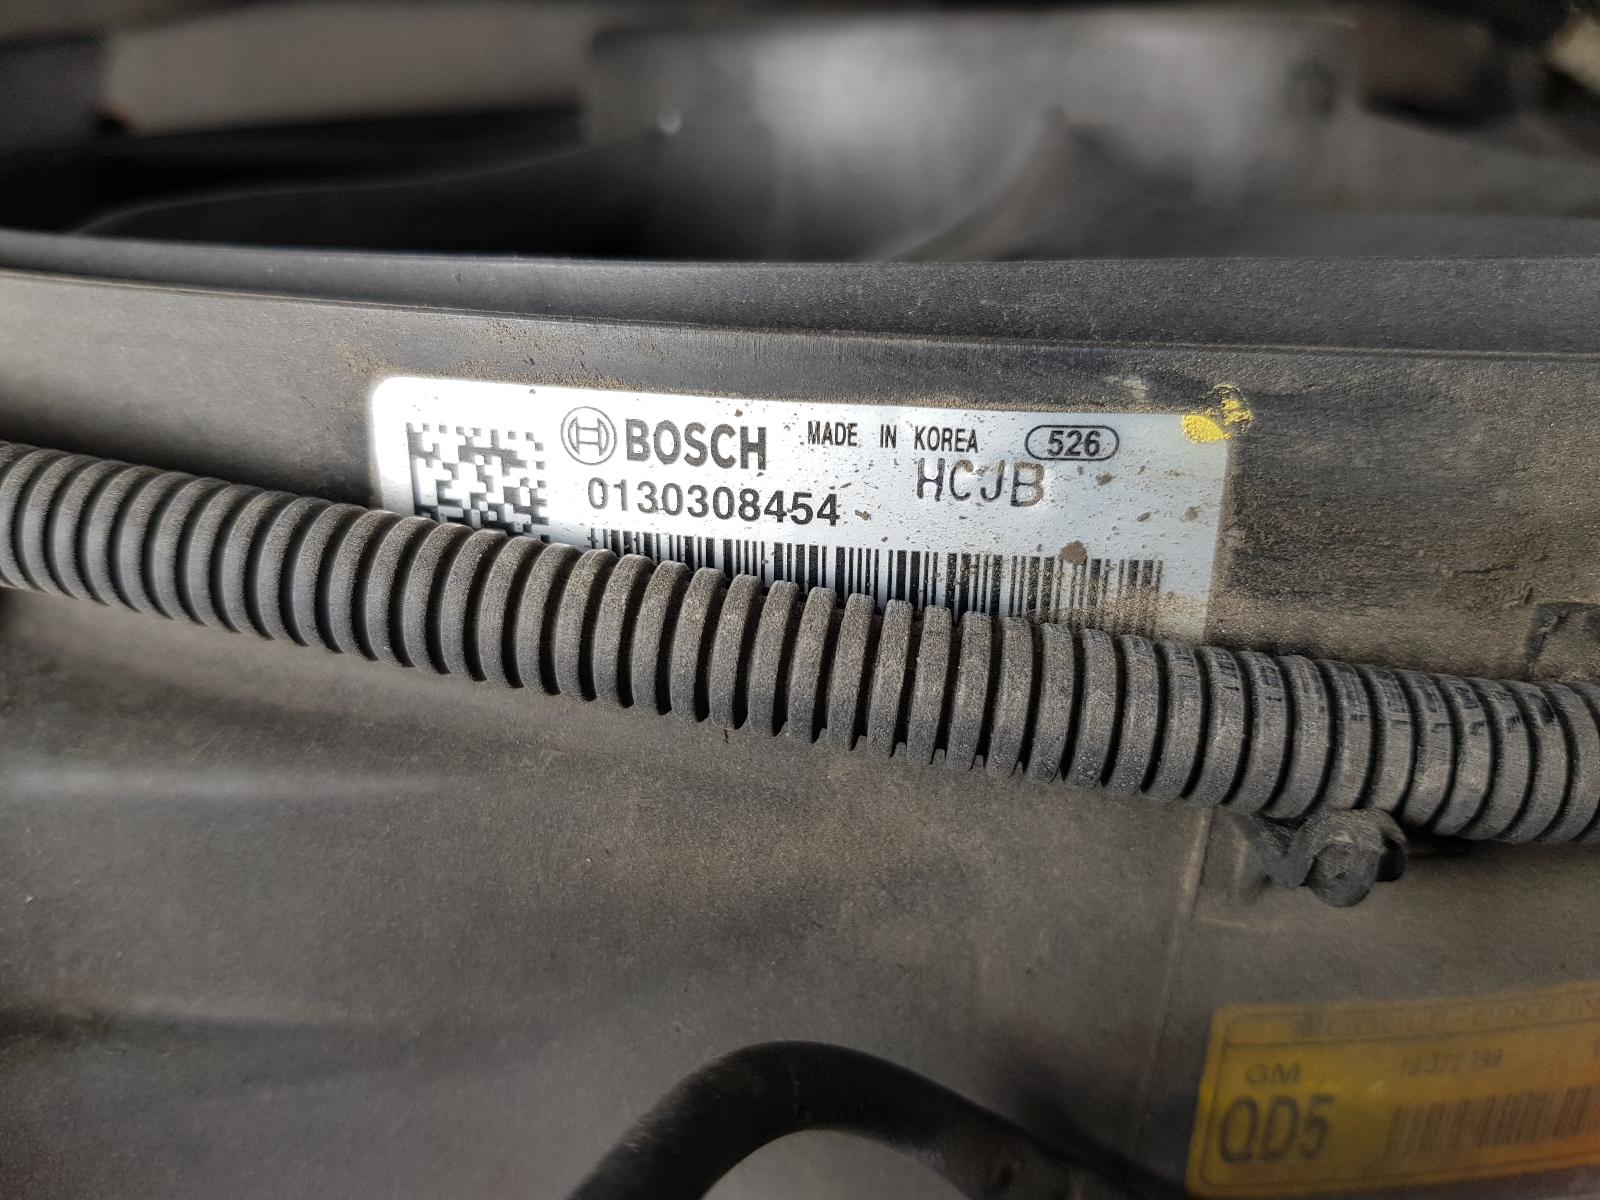 BOSCH MADE IN KOREA 526
0130308454 HCJB
GM
QD5